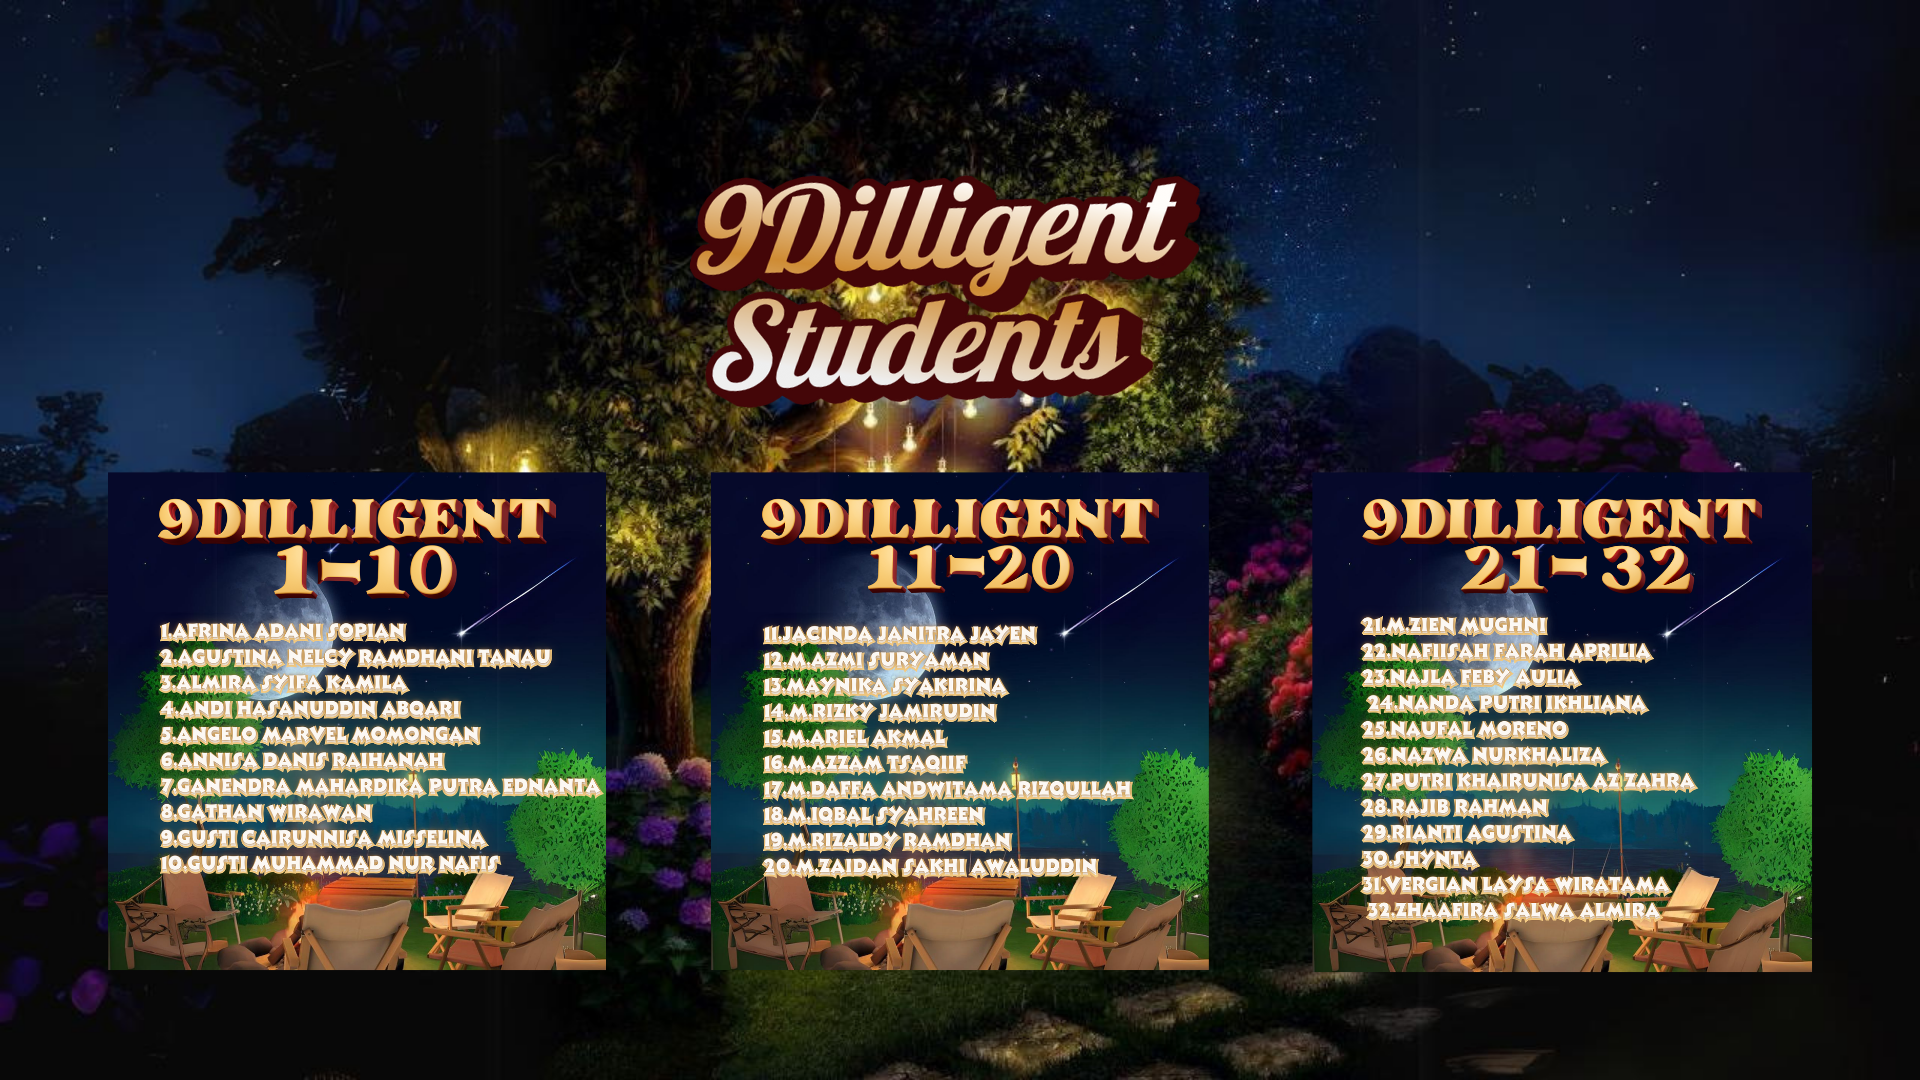 9Dilligent
Students
9DILLIGENT
1-10
1.AFRINA ADANI SOPIAN
2.AGUSTINA NELCY RAMDHANI TANAU
3.ALMIRA SYIFA KAMILA
4.ANDI HASANUDDIN ABQARI
5.ANGELO MARVEL MOMONGAN
6.ANNISA DANIS RAIHANAH
7.GANENDRA MAHARDIKA PUTRA EDNANTA
8.GATHAN WIRAWAN
9.GUSTI CAIRUNNISA MISSELINA
10.GUSTI MUHAMMAD NUR NAFIS
9DILLIGENT
11-20
11.JACINDA JANITRA JAYEN
12.M.AZMI SURYAMAN
13.MAYNIKA SYAKIRINA
14.M.RIZKY JAMIRUDIN
15.M.ARIEL AKMAL
16.M.AZZAM TSAQIIF
17.M.DAFFA ANDWITAMA RIZQULLAH
18.M.IQBAL SYAHREEN
19.M.RIZALDY RAMDHAN
20.M.ZAIDAN SAKHI AWALUDDIN
9DILLIGENT
21-32
21.M.ZIEN MUGHNI
22.NAFIISAH FARAH APRILIA
23.NAJLA FEBY AULIA
24.NANDA PUTRI IKHLIANA
25.NAUFAL MORENO
26.NAZWA NURKHALIZA
27.PUTRI KHAIRUNISA AZ ZAHRA
28.RAJIB RAHMAN
29.RIANTI AGUSTINA
30.SHYNTA
31.VERGIAN LAYSA WIRATAMA
32.ZHAAFIRA SALWA ALMIRA